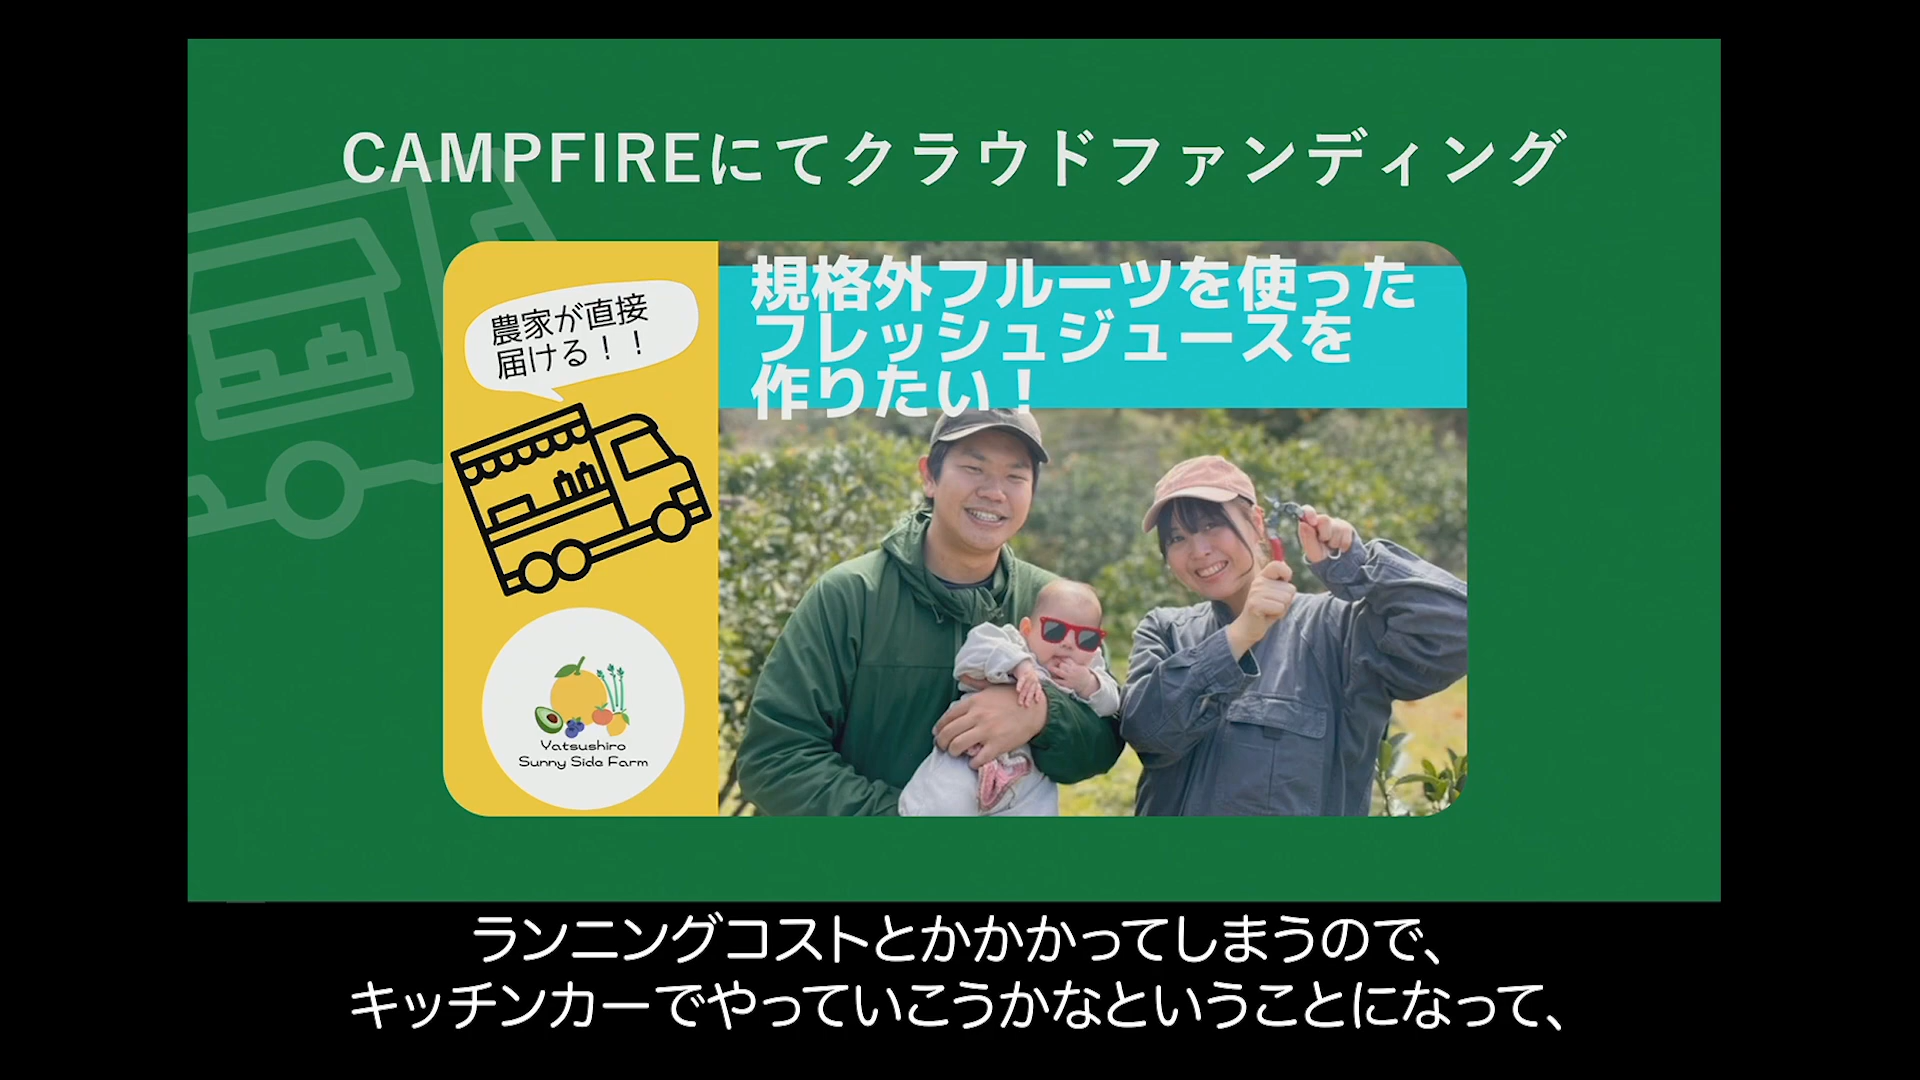 CAMPFIREにてクラウドファンディング
農家が直接
届ける！！
規格外フルーツを使った
フレッシュジュースを
作りたい！
Yatsushiro
Sunny Side Farm
ランニングコストとかかかってしまうので、
キッチンカーでやっていこうかなということになって、